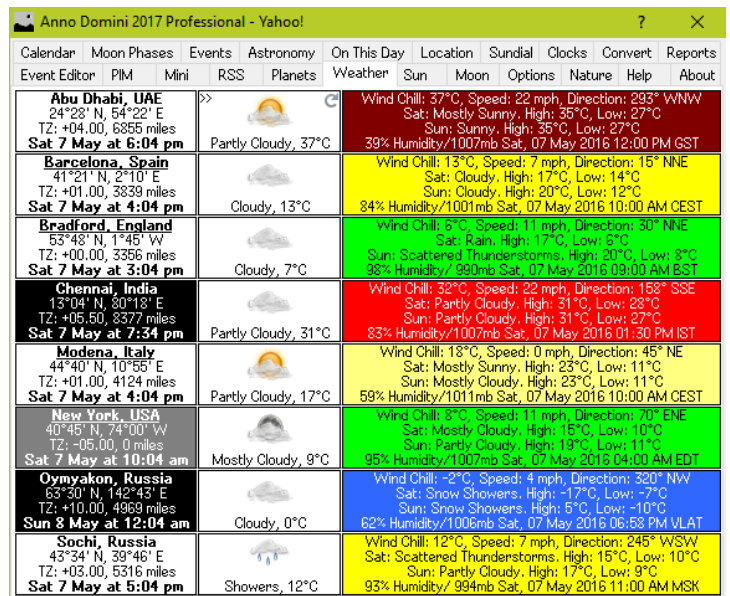 Anno Domini 2017 Professional - Yahoo!
?
Calendar Moon Phases Events Astronomy On This Day Location Sundial Clocks Convert Reports
Event Editor PIM Mini RSS Planets Weather Sun Moon Options Nature Help About
Abu Dhabi, UAE
24°28' N, 54°22' E
TZ: +04.00, 6855 miles
Sat 7 May at 6:04 pm
>>
Partly Cloudy, 37°C
Wind Chill: 37°C, Speed: 22 mph, Direction: 293° WNW
Sat: Mostly Sunny. High: 35°C, Low: 27°C
Sun: Sunny. High: 35°C, Low: 27°C
39% Humidity/1007mb Sat, 07 May 2016 12:00 PM GST
Barcelona, Spain
41°21' N, 2°10' E
TZ: +01.00, 3839 miles
Sat 7 May at 4:04 pm
Cloudy, 13°C
Wind Chill: 13°C, Speed: 7 mph, Direction: 15° NNE
Sat: Cloudy. High: 17°C, Low: 14°C
Sun: Cloudy. High: 20°C, Low: 12°C
84% Humidity/1001mb Sat, 07 May 2016 10:00 AM CEST
Bradford, England
53°48' N, 1°45' W
TZ: +00.00, 3356 miles
Sat 7 May at 3:04 pm
Cloudy, 7°C
Wind Chill: 6°C, Speed: 11 mph, Direction: 30° NNE
Sat: Rain. High: 17°C, Low: 6°C
Sun: Scattered Thunderstorms. High: 20°C, Low: 8°C
98% Humidity/ 990mb Sat, 07 May 2016 09:00 AM BST
Chennai, India
13°04' N, 80°18' E
TZ: +05.50, 8377 miles
Sat 7 May at 7:34 pm
Partly Cloudy, 31°C
Wind Chill: 32°C, Speed: 22 mph, Direction: 158° SSE
Sat: Partly Cloudy. High: 31°C, Low: 28°C
Sun: Partly Cloudy. High: 31°C, Low: 27°C
83% Humidity/1007mb Sat, 07 May 2016 01:30 PM IST
Modena, Italy
44°40' N, 10°55' E
TZ: +01.00, 4124 miles
Sat 7 May at 4:04 pm
Partly Cloudy, 17°C
Wind Chill: 18°C, Speed: 0 mph, Direction: 45° NE
Sat: Mostly Sunny. High: 23°C, Low: 11°C
Sun: Mostly Cloudy. High: 23°C, Low: 11°C
59% Humidity/1011mb Sat, 07 May 2016 10:00 AM CEST
New York, USA
40°45' N, 74°00' W
TZ: -05.00, 0 miles
Sat 7 May at 10:04 am
Mostly Cloudy, 9°C
Wind Chill: 8°C, Speed: 11 mph, Direction: 70° ENE
Sat: Mostly Cloudy. High: 15°C, Low: 10°C
Sun: Partly Cloudy. High: 19°C, Low: 11°C
95% Humidity/1007mb Sat, 07 May 2016 04:00 AM EDT
Oymyakon, Russia
63°30' N, 142°43' E
TZ: +10.00, 4969 miles
Sun 8 May at 12:04 am
Cloudy, 0°C
Wind Chill: -2°C, Speed: 4 mph, Direction: 320° NW
Sat: Snow Showers. High: -17°C, Low: -7°C
Sun: Snow Showers. High: 5°C, Low: -10°C
62% Humidity/1006mb Sat, 07 May 2016 06:58 PM VLAT
Sochi, Russia
43°34' N, 39°46' E
TZ: +03.00, 5316 miles
Sat 7 May at 5:04 pm
Showers, 12°C
Wind Chill: 12°C, Speed: 7 mph, Direction: 245° WSW
Sat: Scattered Thunderstorms. High: 15°C, Low: 10°C
Sun: Partly Cloudy. High: 17°C, Low: 9°C
93% Humidity/ 994mb Sat, 07 May 2016 11:00 AM MSK